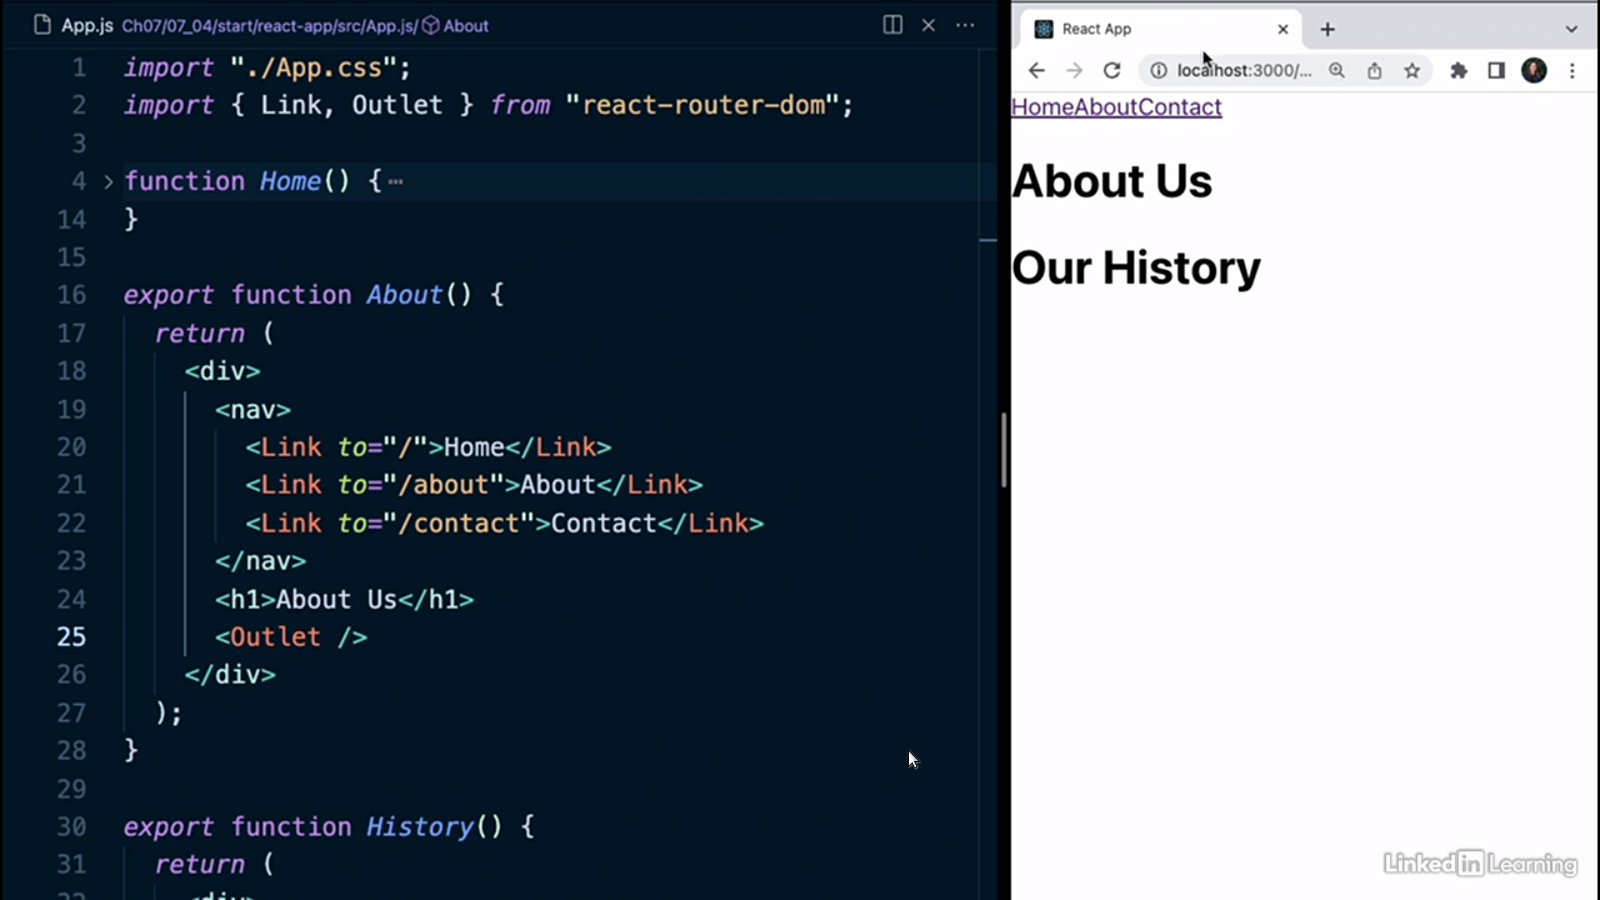 App.js Ch07/07_04/start/react-app/src/App.js/ About
1 import "./App.css";
2 import { Link, Outlet } from "react-router-dom";
3
4 function Home() { ···
14 }
15
16 export function About() {
17 return (
18 <div>
19 <nav>
20 <Link to="/">Home</Link>
21 <Link to="/about">About</Link>
22 <Link to="/contact">Contact</Link>
23 </nav>
24 <h1>About Us</h1>
25 <Outlet />
26 </div>
27 );
28 }
29
30 export function History() {
31 return (
32 <div>
React App
localhost:3000/...
HomeAboutContact
About Us
Our History
Linked in Learning